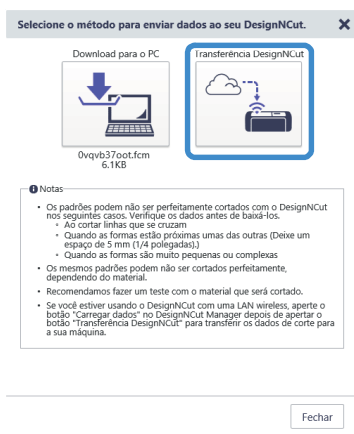 Selecione o método para enviar dados ao seu DesignNCut.
Download para o PC
Transferência DesignNCut
0vqvb37oot.fcm
6.1KB
Notas
• Os padrões podem não ser perfeitamente cortados com o DesignNCut
nos seguintes casos. Verifique os dados antes de baixá-los.
◦ Ao cortar linhas que se cruzam
◦ Quando as formas estão próximas umas das outras (Deixe um
espaço de 5 mm (1/4 polegadas).)
◦ Quando as formas são muito pequenas ou complexas
• Os mesmos padrões podem não ser cortados perfeitamente,
dependendo do material.
• Recomendamos fazer um teste com o material que será cortado.
• Se você estiver usando o DesignNCut com uma LAN wireless, aperte o
botão "Carregar dados" no DesignNCut Manager depois de apertar o
botão "Transferência DesignNCut" para transferir os dados de corte para
a sua máquina.
Fechar